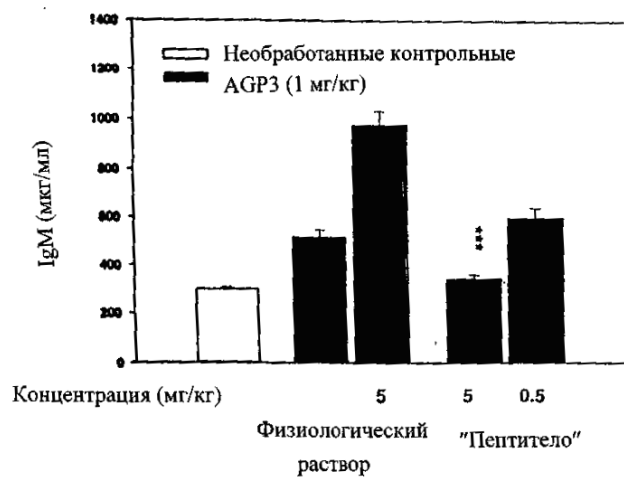 1400
Необработанные контрольные
1200
AGP3 (1 мг/кг)
1000
IgM (мкг/мл)
800
600
***
400
200
0
Концентрация (мг/кг) 5 5 0.5
Физиологический "Пептитело"
раствор